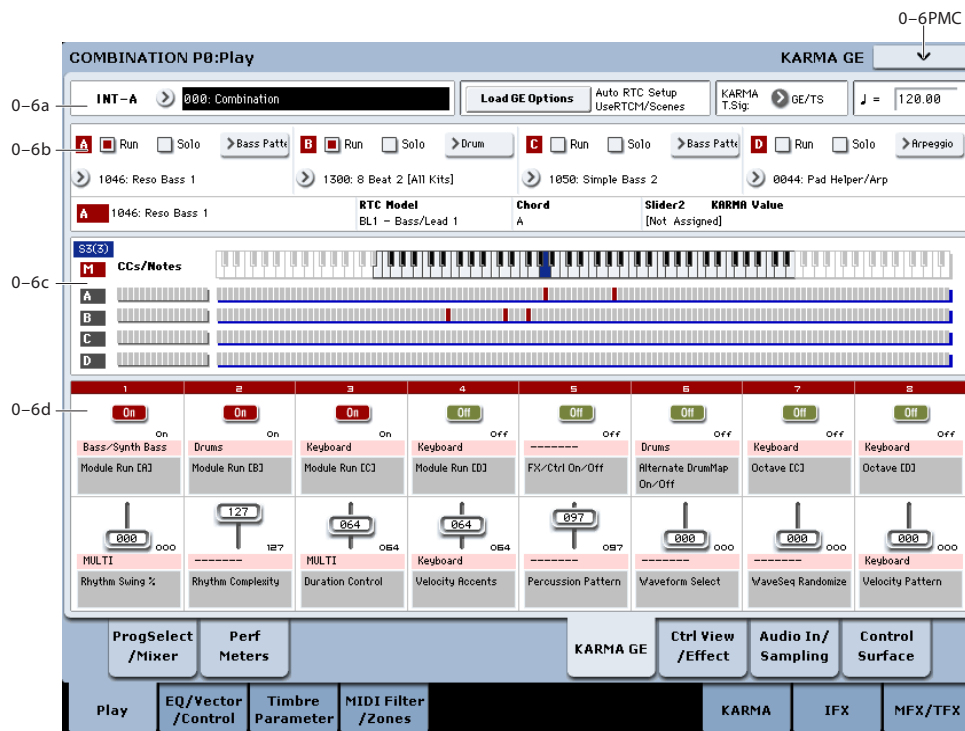 0–6PMC
COMBINATION P0:Play
KARMA GE
0–6a
INT-A
000: Combination
Load GE Options
Auto RTC Setup
UseRTCM/Scenes
KARMA
T.Sig:
GE/TS
♩ = 120.00
0–6b
A Run Solo >Bass Patte
B Run Solo >Drum
C Run Solo >Bass Patte
D Run Solo >Arpeggio
1046: Reso Bass 1
1300: 8 Beat 2 [All Kits]
1050: Simple Bass 2
0044: Pad Helper/Arp
A 1046: Reso Bass 1
RTC Model
BL1 - Bass/Lead 1
Chord
A
Slider2 KARMA Value
[Not Assigned]
S3(3)
M CCs/Notes
0–6c
A
B
C
D
1 2 3 4 5 6 7 8
0–6d
On On On Off Off Off Off Off
On On On Off Off Off Off Off
Bass/Synth Bass Drums Keyboard Keyboard ------- Drums Keyboard Keyboard
Module Run [A] Module Run [B] Module Run [C] Module Run [D] FX/Ctrl On/Off Alternate DrumMap On/Off Octave [C] Octave [D]
000 127 064 064 097 000 000 000
000 127 064 064 097 000 000 000
MULTI ------- MULTI Keyboard ------- ------- ------- Keyboard
Rhythm Swing % Rhythm Complexity Duration Control Velocity Accents Percussion Pattern Waveform Select WaveSeq Randomize Velocity Pattern
ProgSelect
/Mixer
Perf
Meters
KARMA GE
Ctrl View
/Effect
Audio In/
Sampling
Control
Surface
Play
EQ/Vector
/Control
Timbre
Parameter
MIDI Filter
/Zones
KARMA
IFX
MFX/TFX